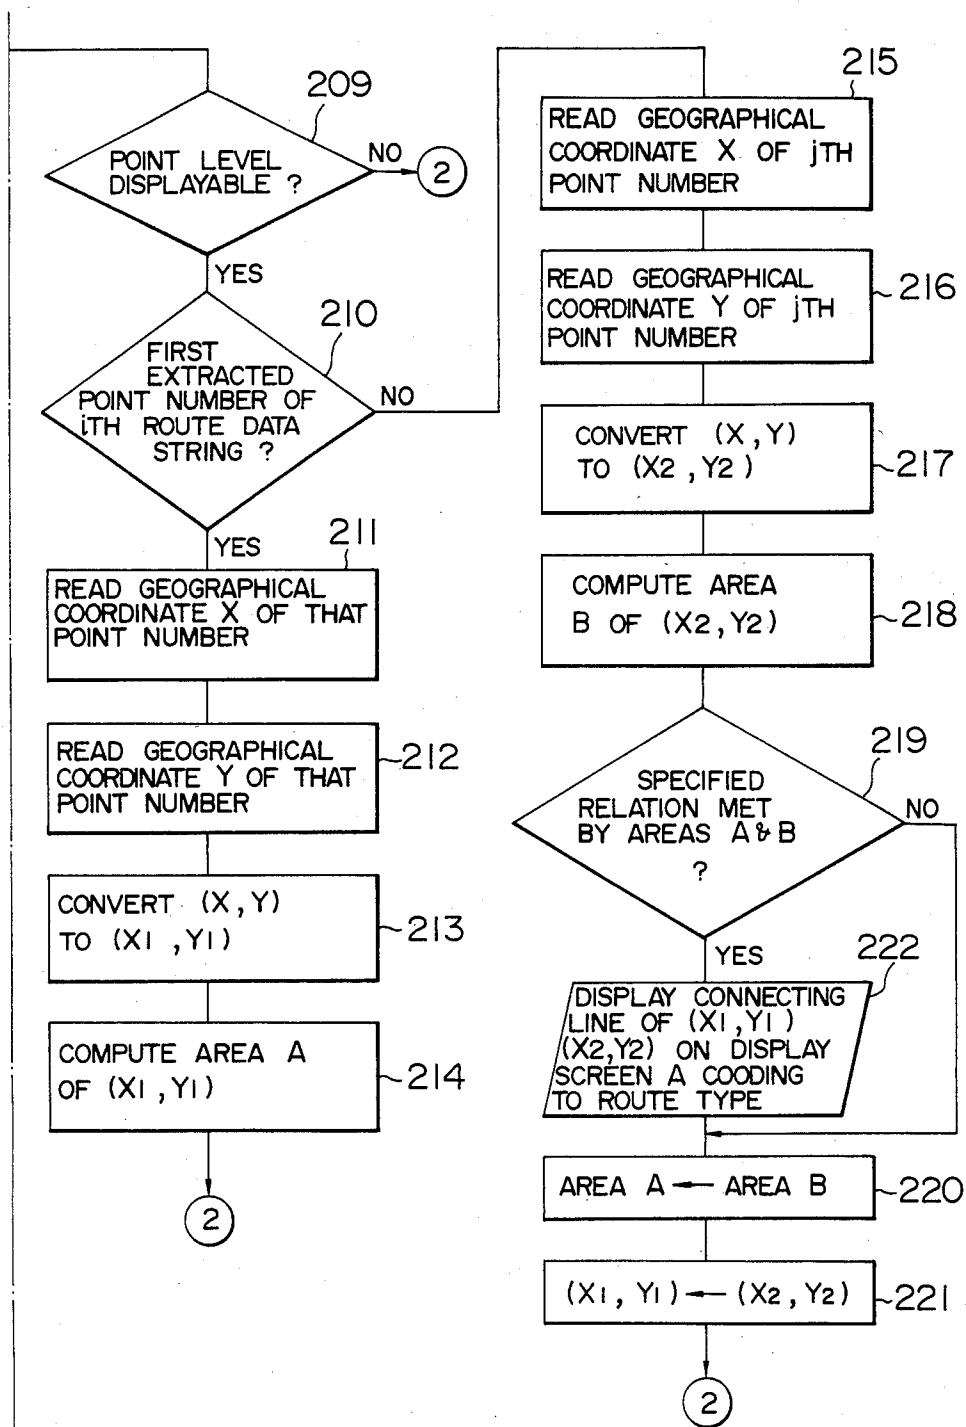 209
POINT LEVEL
DISPLAYABLE ?
NO
2
YES
210
FIRST
EXTRACTED
POINT NUMBER OF
iTH ROUTE DATA
STRING ?
NO
YES
211
READ GEOGRAPHICAL
COORDINATE X OF THAT
POINT NUMBER
READ GEOGRAPHICAL
COORDINATE Y OF THAT
POINT NUMBER
212
CONVERT (X,Y)
TO (X1 ,Y1)
213
COMPUTE AREA A
OF (X1 ,Y1)
214
2
215
READ GEOGRAPHICAL
COORDINATE X OF jTH
POINT NUMBER
READ GEOGRAPHICAL
COORDINATE Y OF jTH
POINT NUMBER
216
CONVERT (X ,Y)
TO (X2 ,Y2 )
217
COMPUTE AREA
B OF (X2,Y2)
218
219
SPECIFIED
RELATION MET
BY AREAS A & B
?
NO
YES
222
DISPLAY CONNECTING
LINE OF (X1,Y1)
(X2,Y2) ON DISPLAY
SCREEN A COODING
TO ROUTE TYPE
AREA A ← AREA B
220
(X1, Y1) ← (X2, Y2)
221
2